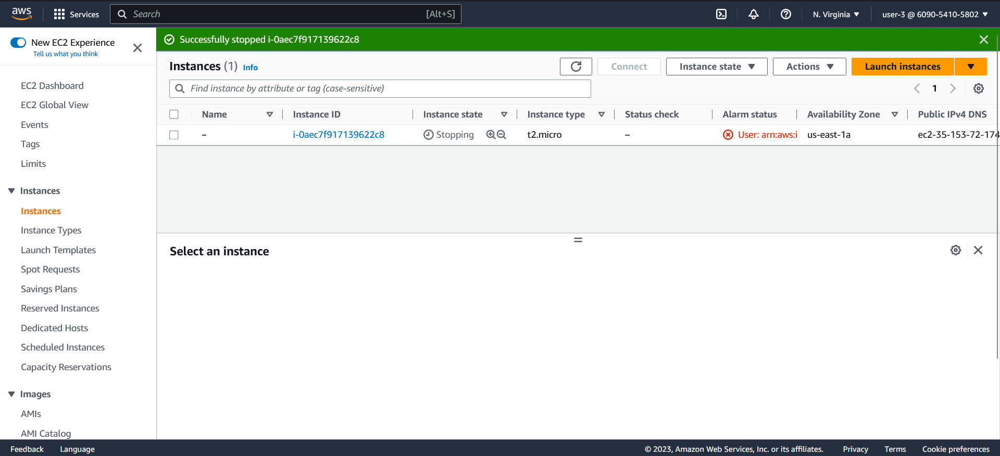 aws Services Search [Alt+S] N. Virginia user-3 @ 6090-5410-5802
New EC2 Experience
Tell us what you think
EC2 Dashboard
EC2 Global View
Events
Tags
Limits
Instances
Instances
Instance Types
Launch Templates
Spot Requests
Savings Plans
Reserved Instances
Dedicated Hosts
Scheduled Instances
Capacity Reservations
Images
AMIs
AMI Catalog
Successfully stopped i-0aec7f917139622c8
Instances (1) Info Connect Instance state Actions Launch instances
Find instance by attribute or tag (case-sensitive) 1
Name Instance ID Instance state Instance type Status check Alarm status Availability Zone Public IPv4 DNS
– i-0aec7f917139622c8 Stopping t2.micro – User: arn:aws:i us-east-1a ec2-35-153-72-174
Select an instance
Feedback Language © 2023, Amazon Web Services, Inc. or its affiliates. Privacy Terms Cookie preferences